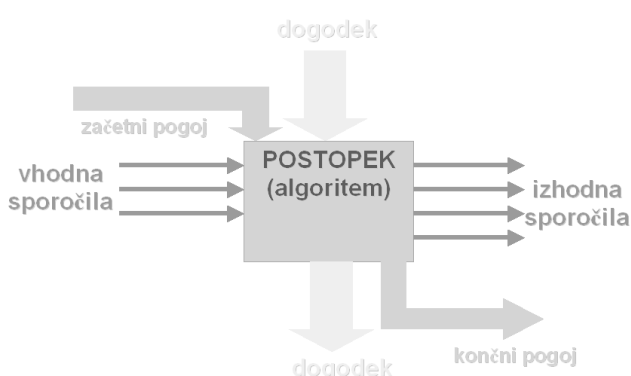 dogodek
začetni pogoj
POSTOPEK
(algoritem)
vhodna
sporočila
izhodna
sporočila
končni pogoj
dogodek